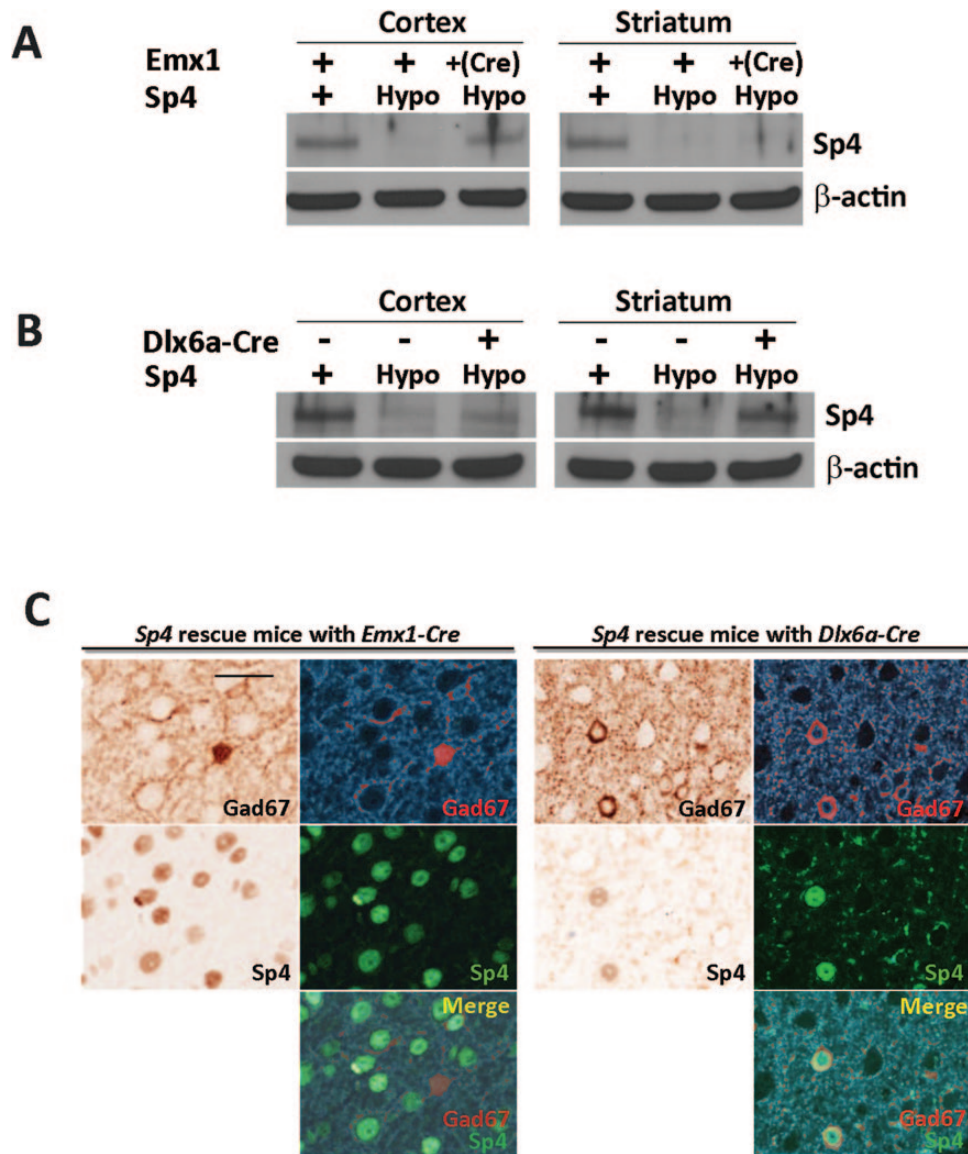 A
Cortex Striatum
Emx1 + + +(Cre) + + +(Cre)
Sp4 + Hypo Hypo + Hypo Hypo
Sp4
β-actin
B
Cortex Striatum
Dlx6a-Cre - - + - - +
Sp4 + Hypo Hypo + Hypo Hypo
Sp4
β-actin
C
Sp4 rescue mice with Emx1-Cre Sp4 rescue mice with Dlx6a-Cre
Gad67 Gad67 Gad67 Gad67
Sp4 Sp4 Sp4 Sp4
Merge Merge
Gad67 Gad67
Sp4 Sp4